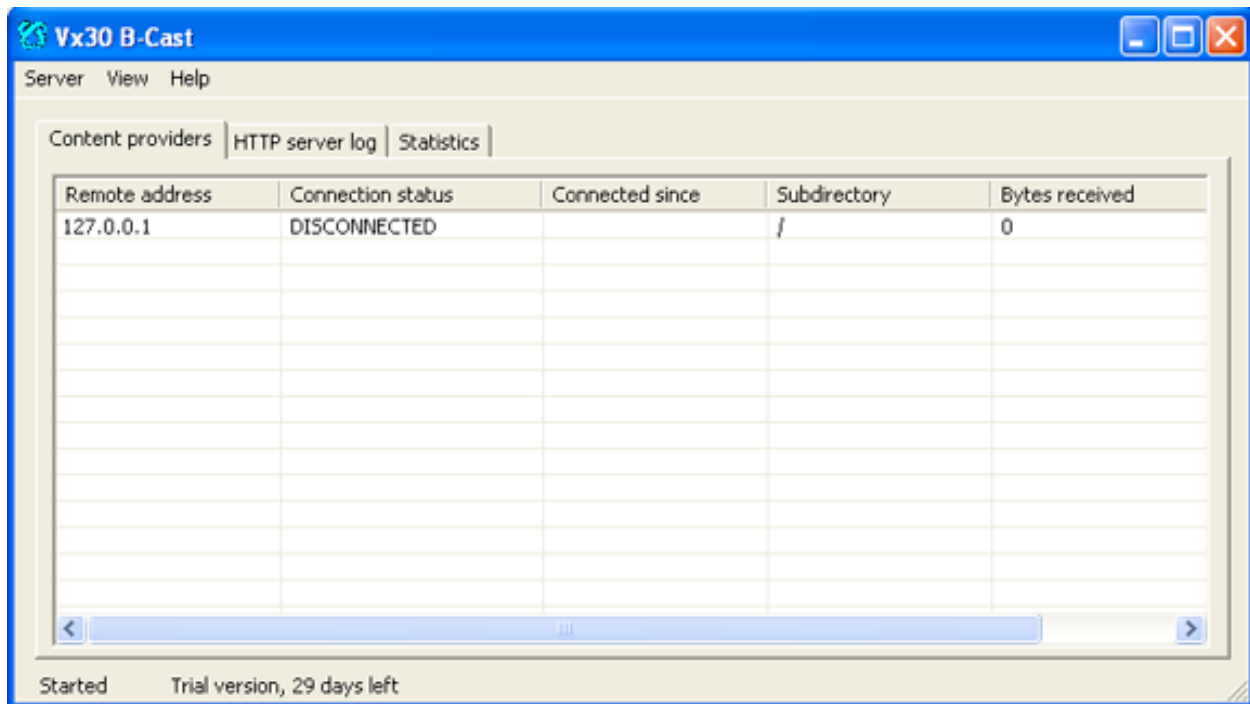 Vx30 B-Cast
Server View Help
Content providers HTTP server log Statistics
Remote address Connection status Connected since Subdirectory Bytes received
127.0.0.1 DISCONNECTED / 0
Started Trial version, 29 days left